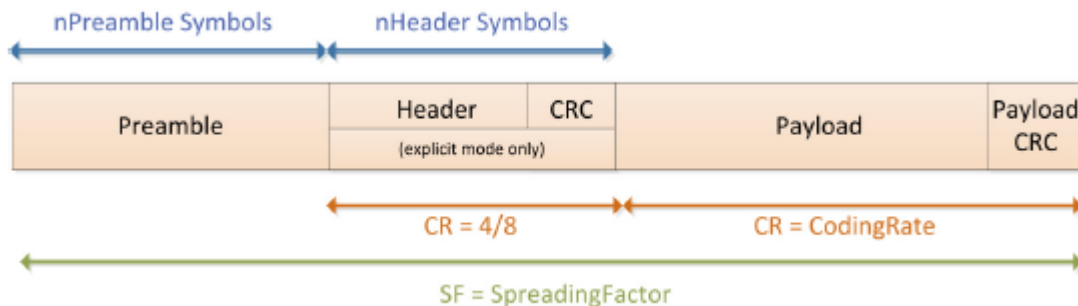 nPreamble Symbols nHeader Symbols
Preamble Header CRC Payload Payload CRC
(explicit mode only)
CR = 4/8 CR = CodingRate
SF = SpreadingFactor